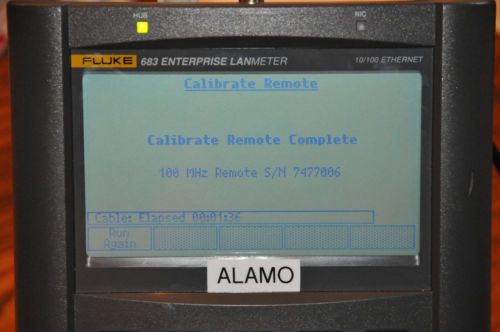 HUB
NIC
FLUKE 683 ENTERPRISE LANMETER 10/100 ETHERNET
Calibrate Remote
Calibrate Remote Complete
100 MHz Remote S/N 7477006
Cable: Elapsed 00:01:36
Run
Again
ALAMO